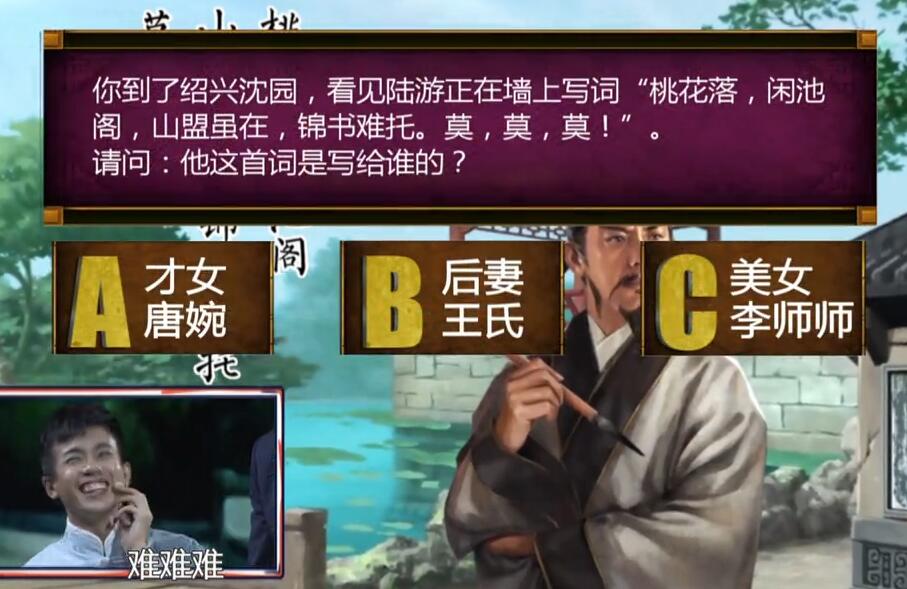 你到了绍兴沈园，看见陆游正在墙上写词“桃花落，闲池
阁，山盟虽在，锦书难托。莫，莫，莫！”。
请问：他这首词是写给谁的？
A 才女
唐婉
B 后妻
王氏
C 美女
李师师
阁
托
难难难